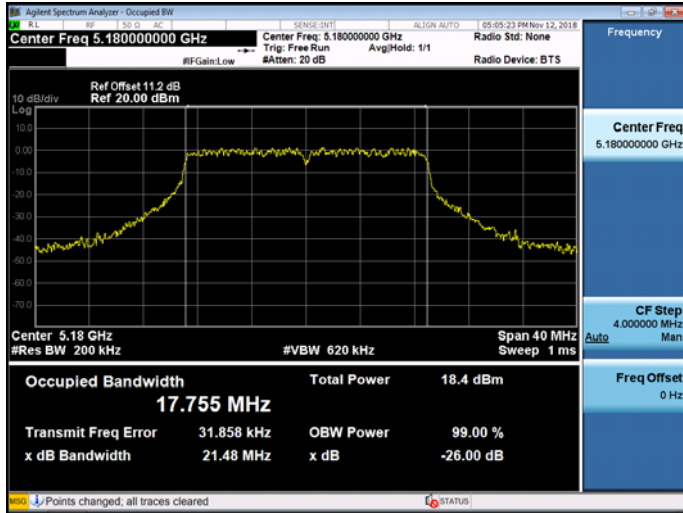 Agilent Spectrum Analyzer - Occupied BW
RL RF 50 Ω AC SENSE:INT ALIGN AUTO 05:05:23 PM Nov 12, 2018
Center Freq 5.180000000 GHz
Center Freq: 5.180000000 GHz Radio Std: None
Trig: Free Run Avg|Hold: 1/1
#IFGain:Low #Atten: 20 dB Radio Device: BTS
Frequency
Ref Offset 11.2 dB
10 dB/div Ref 20.00 dBm
Log
10.0
0.00
-10.0
-20.0
-30.0
-40.0
-50.0
-60.0
-70.0
Center 5.18 GHz Span 40 MHz
#Res BW 200 kHz #VBW 620 kHz Sweep 1 ms
Occupied Bandwidth Total Power 18.4 dBm
17.755 MHz
Transmit Freq Error 31.858 kHz OBW Power 99.00 %
x dB Bandwidth 21.48 MHz x dB -26.00 dB
Center Freq
5.180000000 GHz
CF Step
4.000000 MHz
Auto Man
Freq Offset
0 Hz
MSG Points changed; all traces cleared STATUS